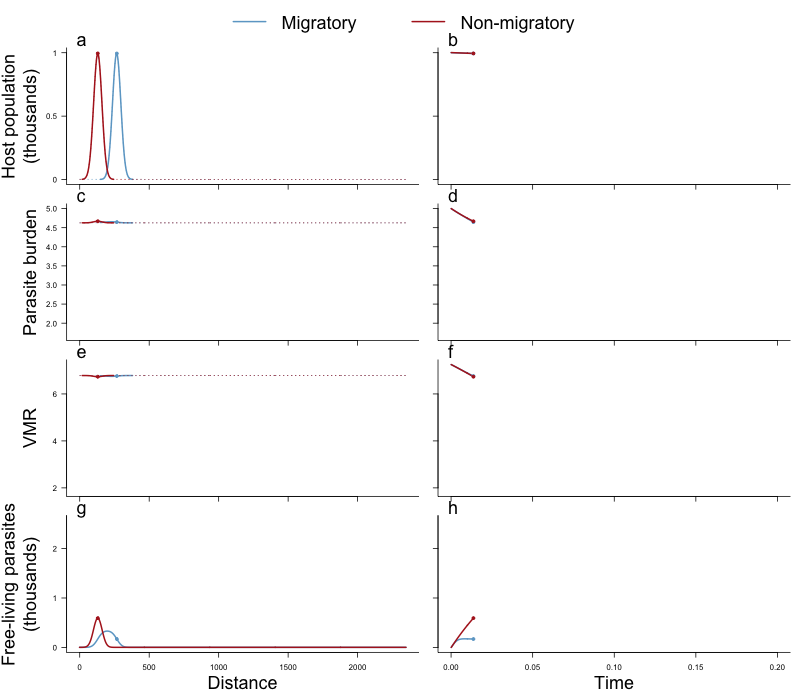 Migratory Non-migratory
a b
Host population
(thousands)
1
0.5
0
c d
Parasite burden
5.0
4.5
4.0
3.5
3.0
2.5
2.0
e f
VMR
6
4
2
g h
Free-living parasites
(thousands)
2
1
0
0 500 1000 1500 2000
0.00 0.05 0.10 0.15 0.20
Distance Time